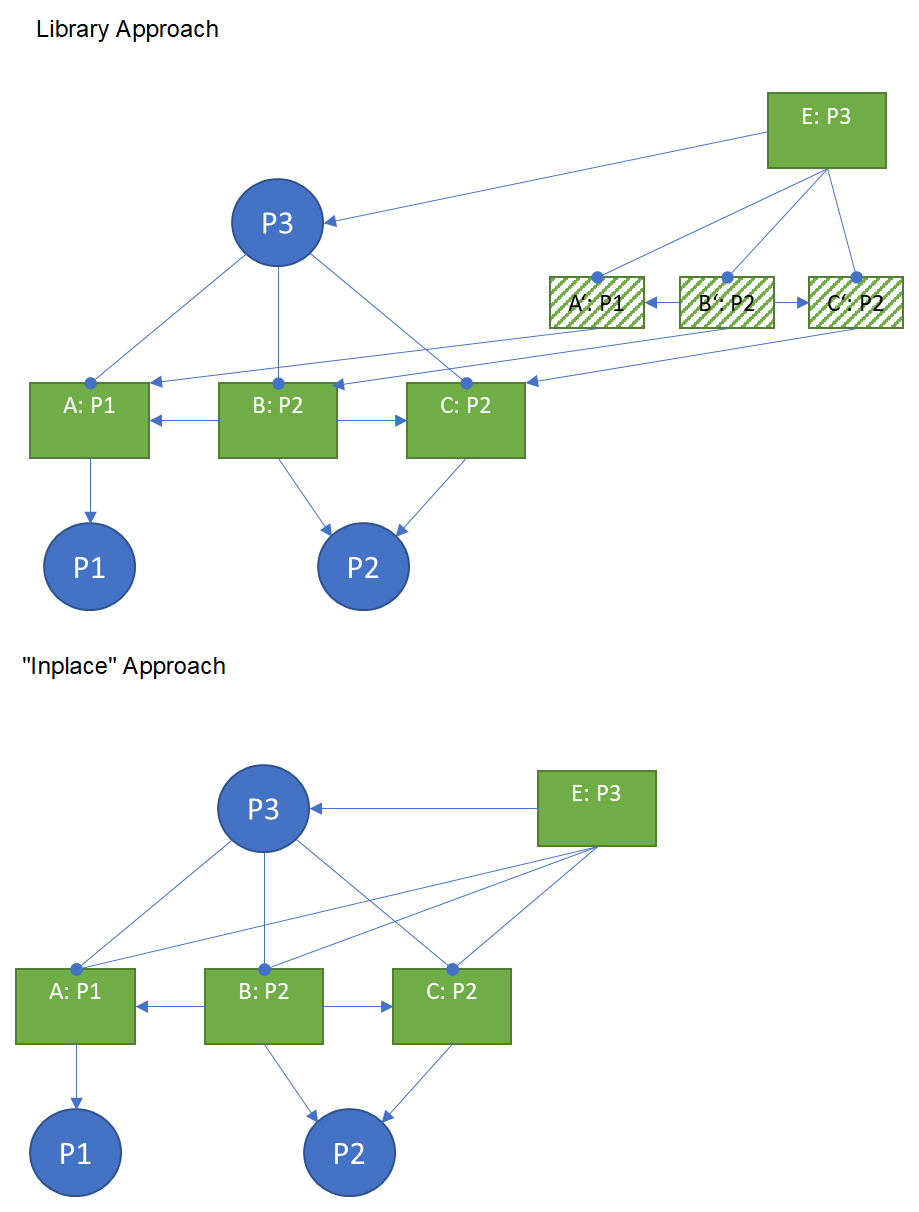 Library Approach
E: P3
P3
A‘: P1
B‘: P2
C‘: P2
A: P1
B: P2
C: P2
P1
P2
"Inplace" Approach
P3
E: P3
A: P1
B: P2
C: P2
P1
P2